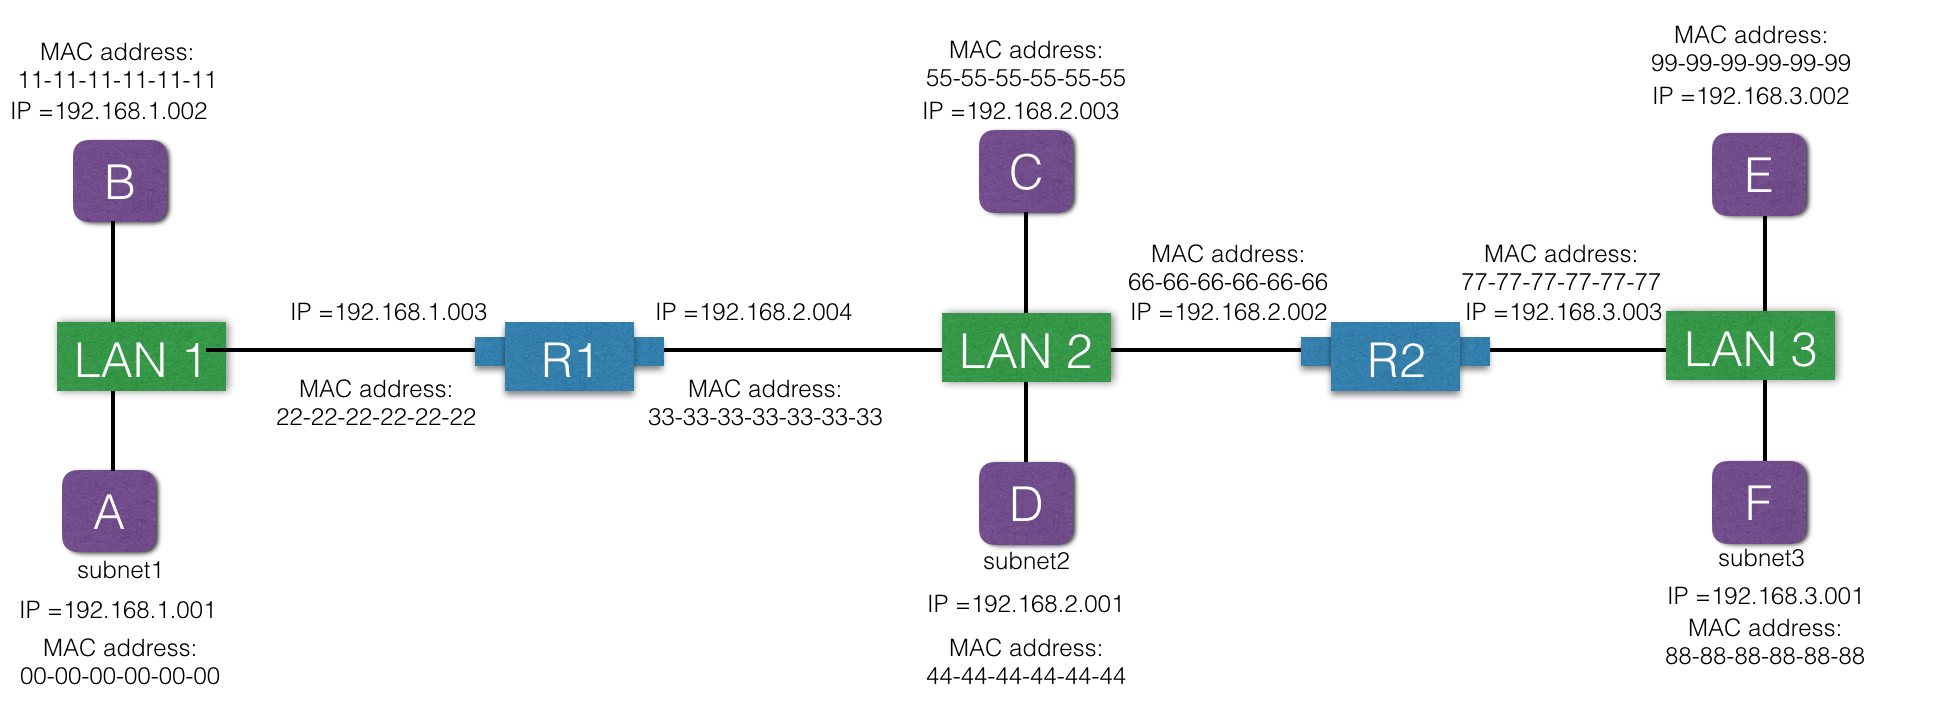 MAC address:
11-11-11-11-11-11
IP =192.168.1.002
B
LAN 1
A
subnet1
IP =192.168.1.001
MAC address:
00-00-00-00-00-00
IP =192.168.1.003
MAC address:
22-22-22-22-22-22
R1
IP =192.168.2.004
MAC address:
33-33-33-33-33-33-33
MAC address:
55-55-55-55-55-55
IP =192.168.2.003
C
LAN 2
D
subnet2
IP =192.168.2.001
MAC address:
44-44-44-44-44-44
MAC address:
66-66-66-66-66-66
IP =192.168.2.002
R2
MAC address:
77-77-77-77-77-77
IP =192.168.3.003
MAC address:
99-99-99-99-99-99
IP =192.168.3.002
E
LAN 3
F
subnet3
IP =192.168.3.001
MAC address:
88-88-88-88-88-88